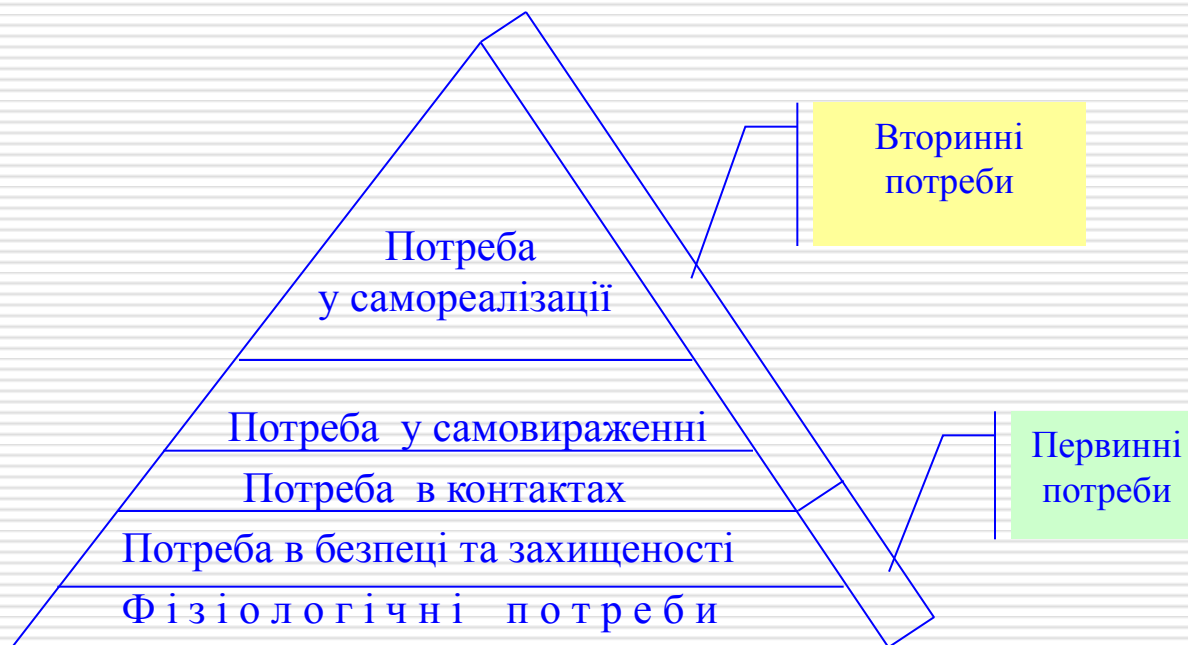 Вторинні
потреби
Потреба
у самореалізації
Потреба у самовираженні
Первинні
потреби
Потреба в контактах
Потреба в безпеці та захищеності
Ф і з і о л о г і ч н і п о т р е б и